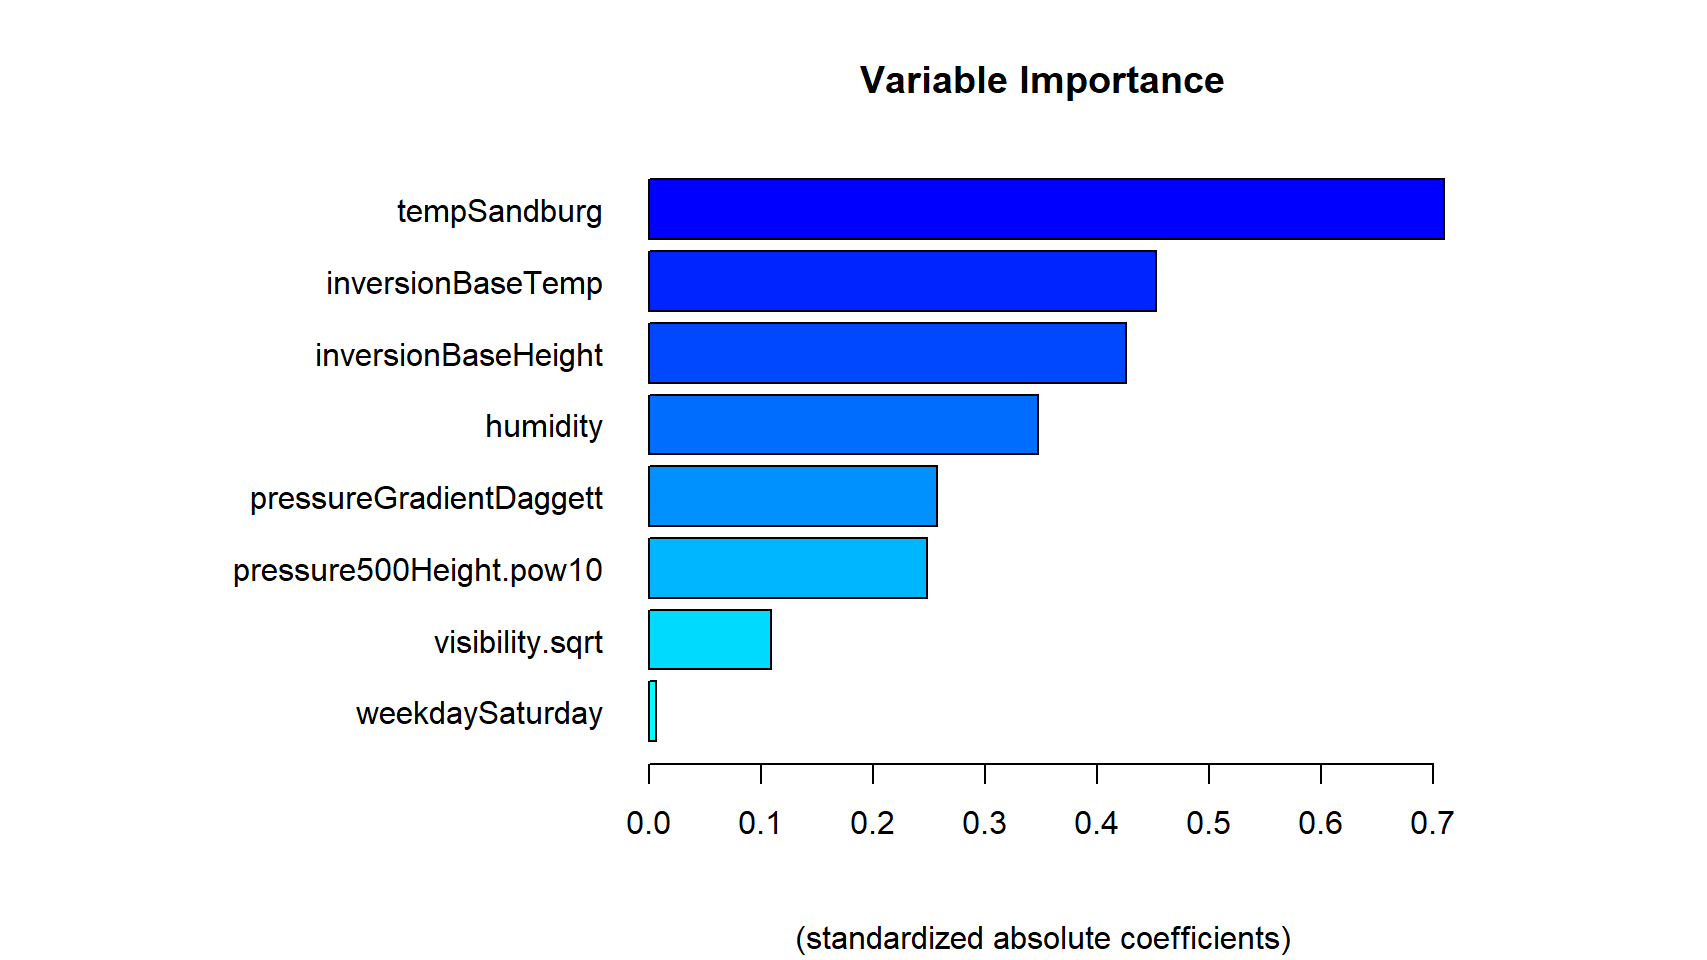 Variable Importance
tempSandburg
inversionBaseTemp
inversionBaseHeight
humidity
pressureGradientDaggett
pressure500Height.pow10
visibility.sqrt
weekdaySaturday
0.0 0.1 0.2 0.3 0.4 0.5 0.6 0.7
(standardized absolute coefficients)